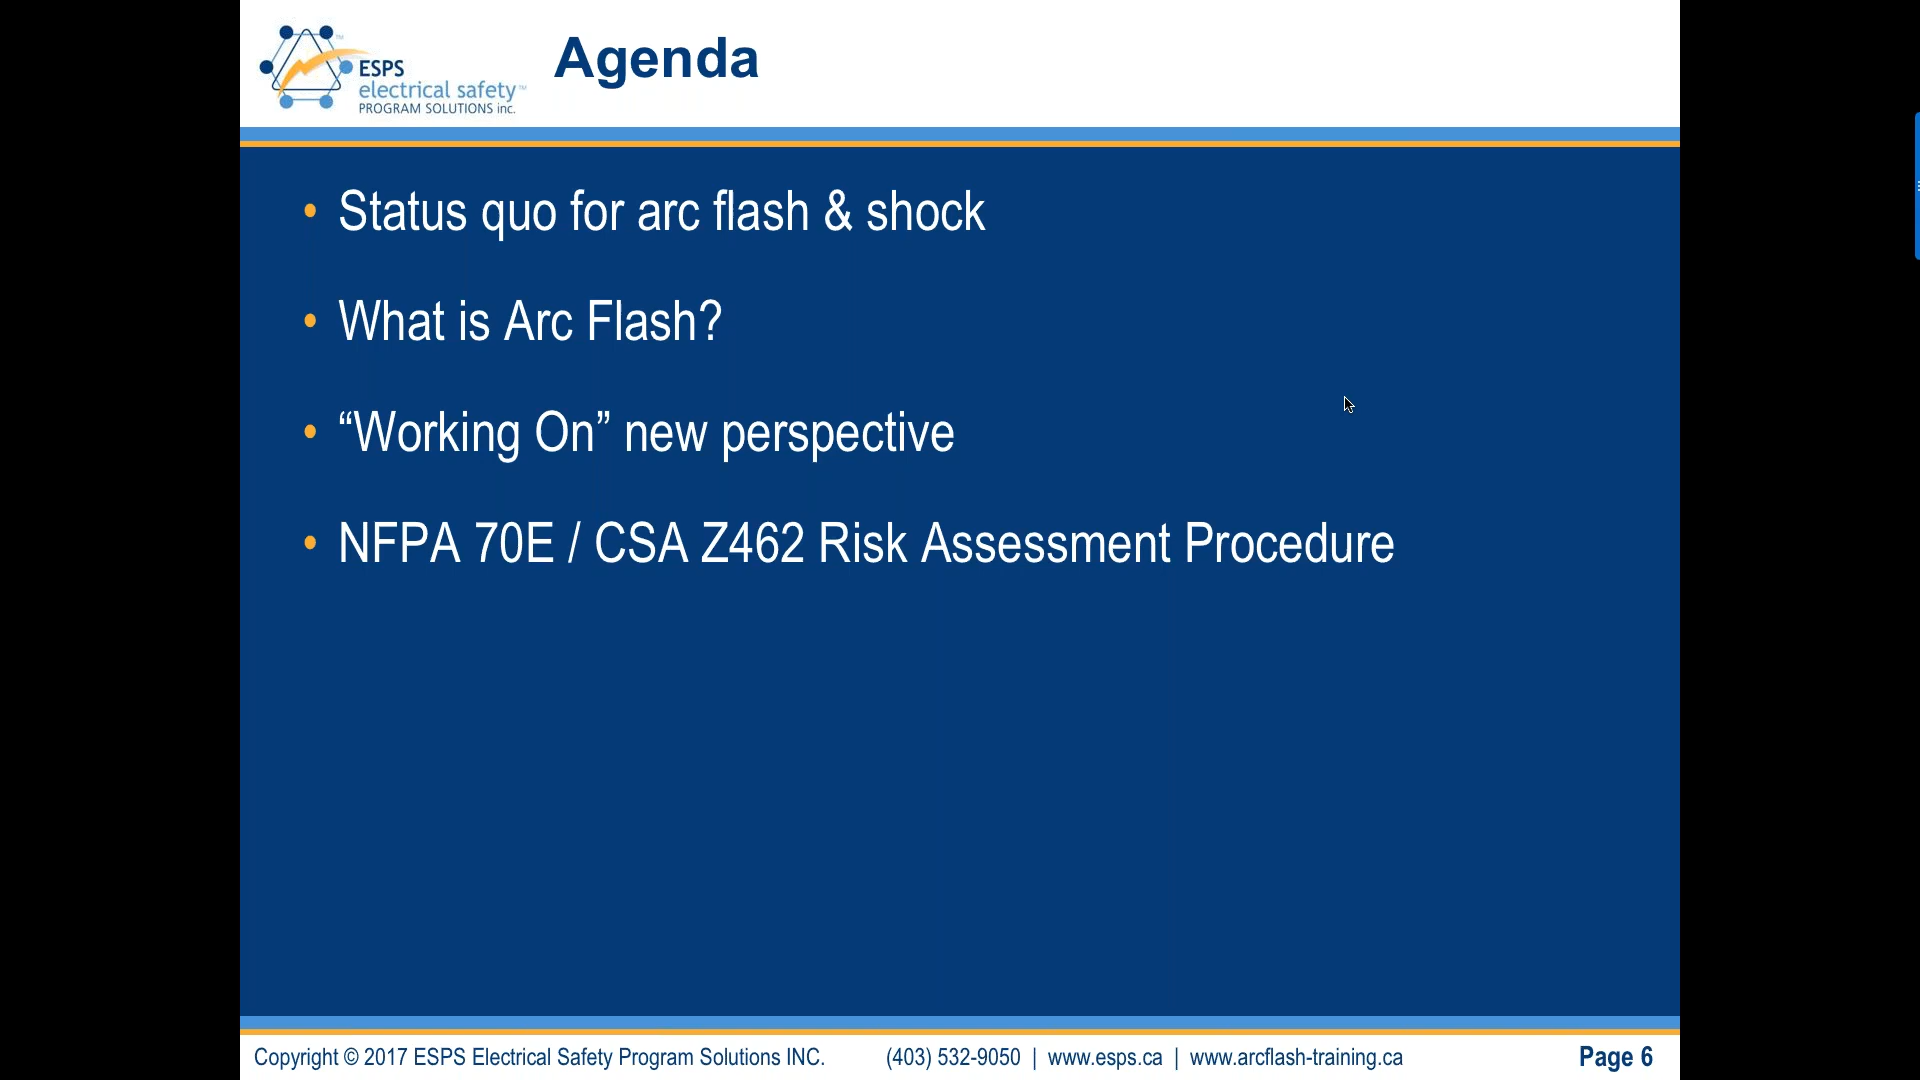 Agenda
ESPS
electrical safety™
PROGRAM SOLUTIONS inc.
• Status quo for arc flash & shock
• What is Arc Flash?
• “Working On” new perspective
• NFPA 70E / CSA Z462 Risk Assessment Procedure
Copyright © 2017 ESPS Electrical Safety Program Solutions INC. (403) 532-9050 | www.esps.ca | www.arcflash-training.ca Page 6